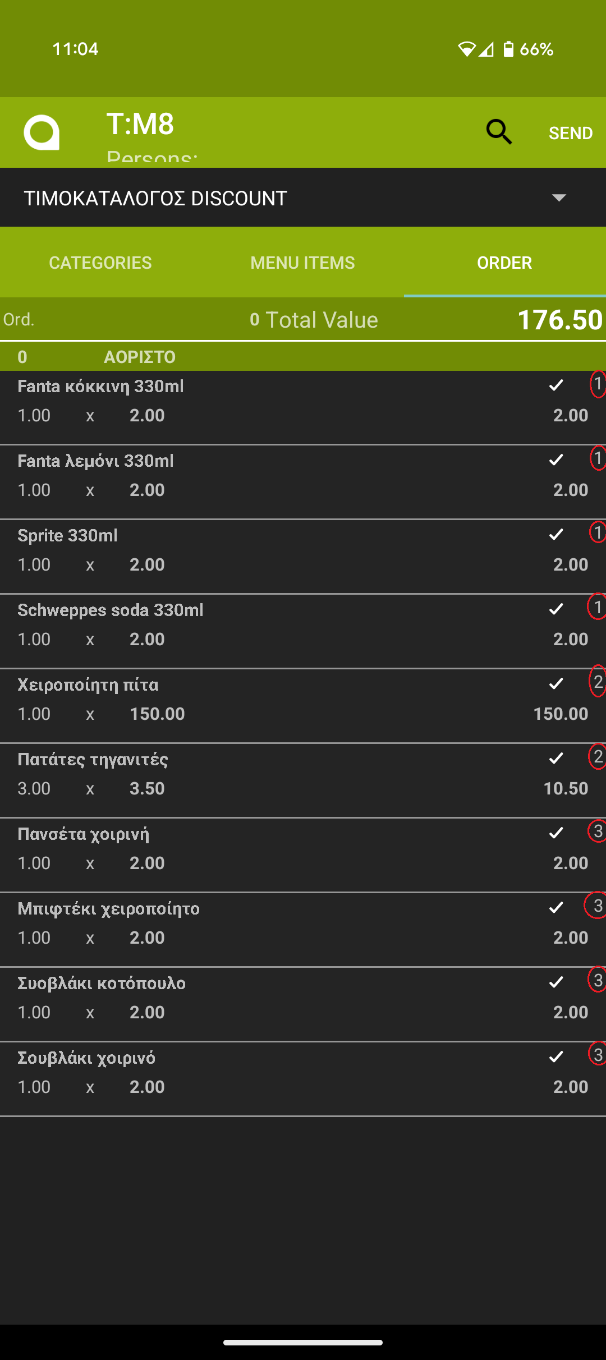 11:04
66%
T:M8
SEND
Persons:
ΤΙΜΟΚΑΤΑΛΟΓΟΣ DISCOUNT
CATEGORIES MENU ITEMS ORDER
Ord. 0 Total Value 176.50
0 ΑΟΡΙΣΤΟ
Fanta κόκκινη 330ml 1
1.00 x 2.00 2.00
Fanta λεμόνι 330ml 1
1.00 x 2.00 2.00
Sprite 330ml 1
1.00 x 2.00 2.00
Schweppes soda 330ml 1
1.00 x 2.00 2.00
Χειροποίητη πίτα 2
1.00 x 150.00 150.00
Πατάτες τηγανιτές 2
3.00 x 3.50 10.50
Πανσέτα χοιρινή 3
1.00 x 2.00 2.00
Μπιφτέκι χειροποίητο 3
1.00 x 2.00 2.00
Συοβλάκι κοτόπουλο 3
1.00 x 2.00 2.00
Σουβλάκι χοιρινό 3
1.00 x 2.00 2.00